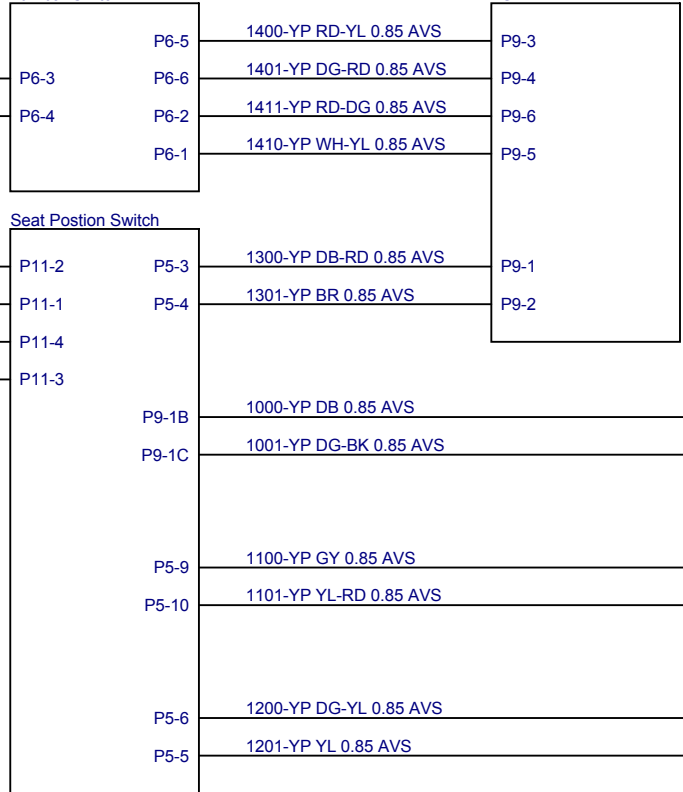 P6-5 1400-YP RD-YL 0.85 AVS P9-3
P6-3 P6-6 1401-YP DG-RD 0.85 AVS P9-4
P6-4 P6-2 1411-YP RD-DG 0.85 AVS P9-6
P6-1 1410-YP WH-YL 0.85 AVS P9-5
Seat Postion Switch
P11-2 P5-3 1300-YP DB-RD 0.85 AVS P9-1
P11-1 P5-4 1301-YP BR 0.85 AVS P9-2
P11-4
P11-3
P9-1B 1000-YP DB 0.85 AVS
P9-1C 1001-YP DG-BK 0.85 AVS
P5-9 1100-YP GY 0.85 AVS
P5-10 1101-YP YL-RD 0.85 AVS
P5-6 1200-YP DG-YL 0.85 AVS
P5-5 1201-YP YL 0.85 AVS